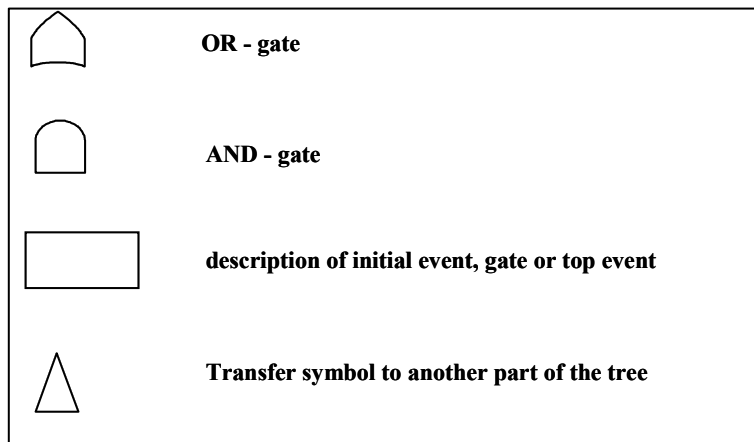 OR - gate
AND - gate
description of initial event, gate or top event
Transfer symbol to another part of the tree